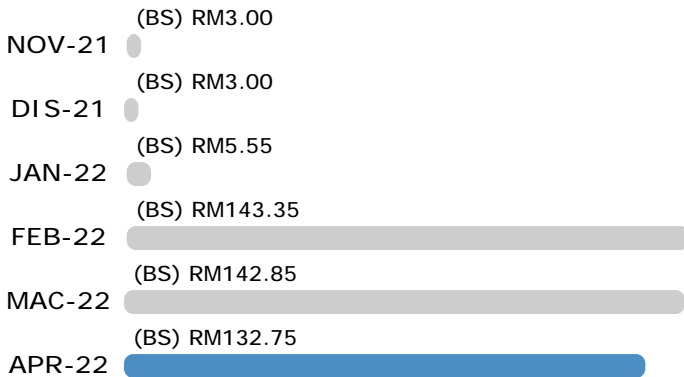 (BS) RM3.00
NOV-21
(BS) RM3.00
DIS-21
(BS) RM5.55
JAN-22
(BS) RM143.35
FEB-22
(BS) RM142.85
MAC-22
(BS) RM132.75
APR-22